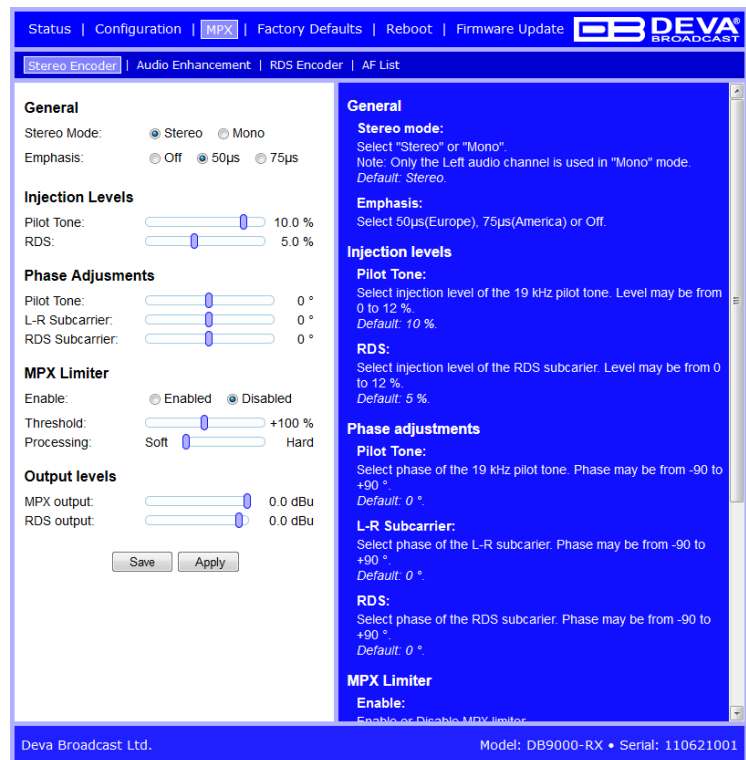 Status | Configuration | MPX | Factory Defaults | Reboot | Firmware Update
DEVA®
BROADCAST
Stereo Encoder | Audio Enhancement | RDS Encoder | AF List
General
Stereo Mode: Stereo Mono
Emphasis: Off 50µs 75µs
Injection Levels
Pilot Tone: 10.0 %
RDS: 5.0 %
Phase Adjusments
Pilot Tone: 0 °
L-R Subcarrier: 0 °
RDS Subcarrier: 0 °
MPX Limiter
Enable: Enabled Disabled
Threshold: +100 %
Processing: Soft Hard
Output levels
MPX output: 0.0 dBu
RDS output: 0.0 dBu
Save Apply
General
Stereo mode:
Select "Stereo" or "Mono".
Note: Only the Left audio channel is used in "Mono" mode.
Default: Stereo.
Emphasis:
Select 50µs(Europe), 75µs(America) or Off.
Injection levels
Pilot Tone:
Select injection level of the 19 kHz pilot tone. Level may be from
0 to 12 %.
Default: 10 %.
RDS:
Select injection level of the RDS subcarier. Level may be from 0
to 12 %.
Default: 5 %.
Phase adjustments
Pilot Tone:
Select phase of the 19 kHz pilot tone. Phase may be from -90 to
+90 °.
Default: 0 °.
L-R Subcarrier:
Select phase of the L-R subcarier. Phase may be from -90 to
+90 °.
Default: 0 °.
RDS:
Select phase of the RDS subcarier. Phase may be from -90 to
+90 °.
Default: 0 °.
MPX Limiter
Enable:
Enable or Disable MPX limiter
Deva Broadcast Ltd.
Model: DB9000-RX • Serial: 110621001